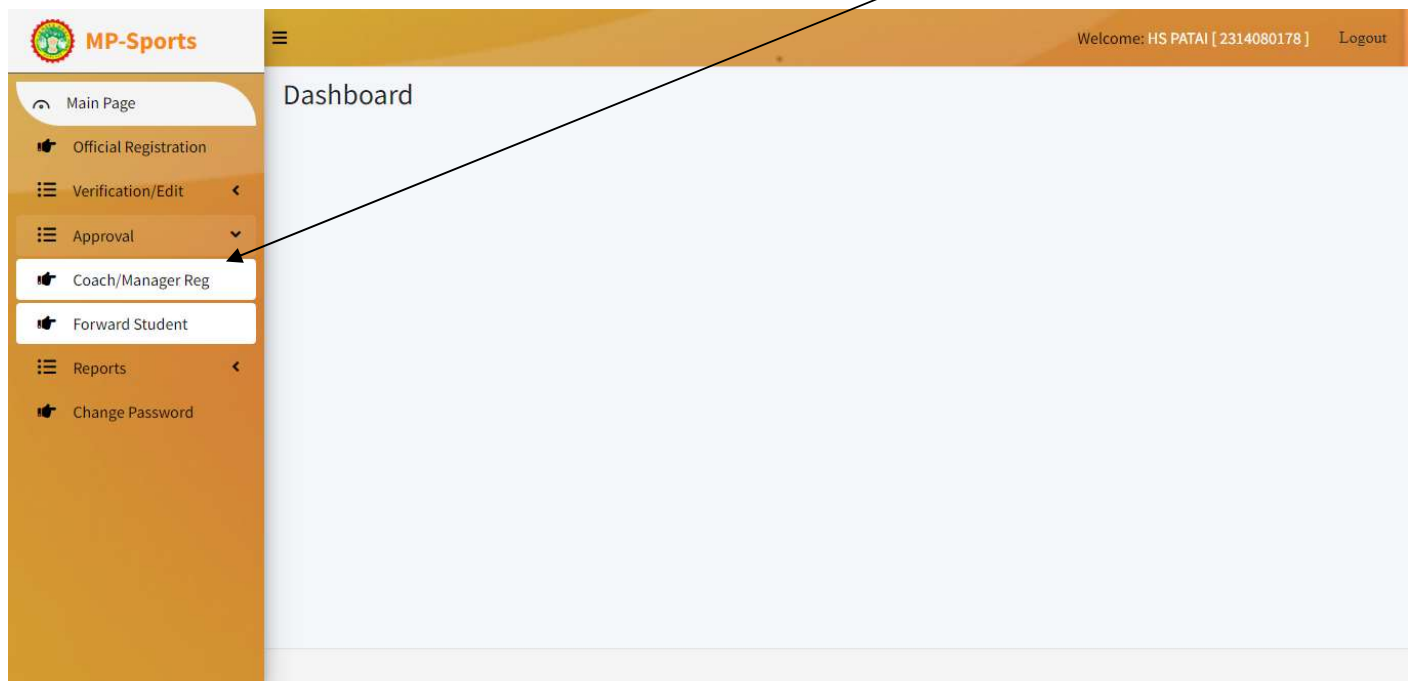 MP-Sports
Welcome: HS PATAI [ 2314080178 ] Logout
Main Page
Dashboard
Official Registration
Verification/Edit
Approval
Coach/Manager Reg
Forward Student
Reports
Change Password